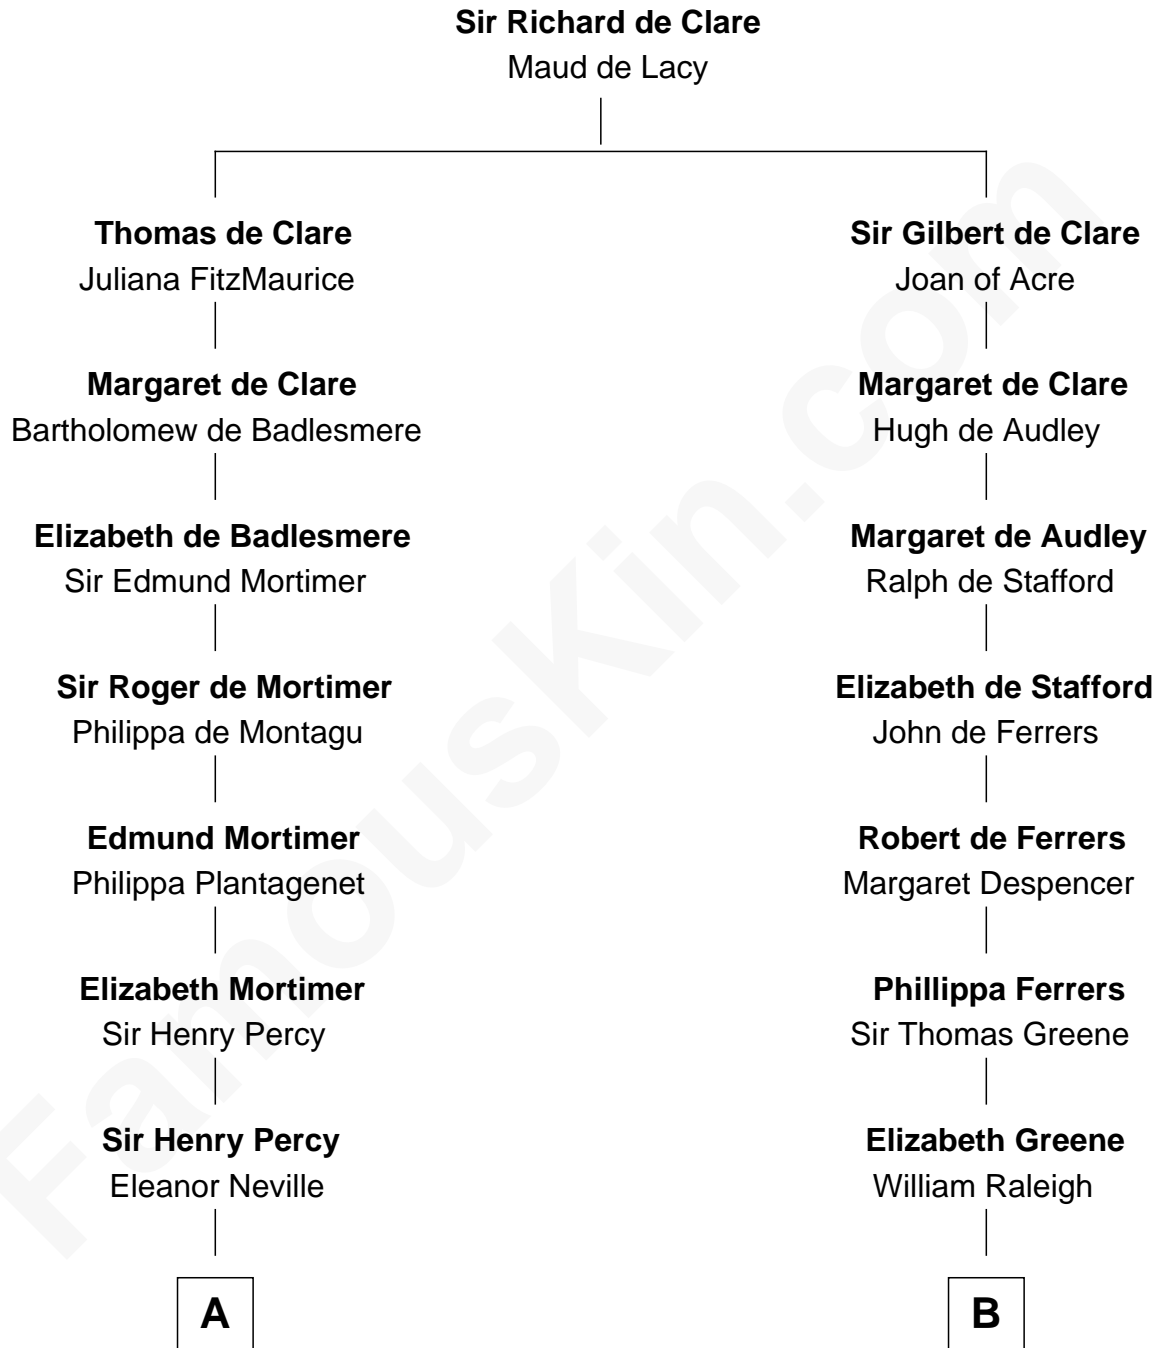 Sir Richard de Clare
Maud de Lacy
Thomas de Clare
Juliana FitzMaurice
Margaret de Clare
Bartholomew de Badlesmere
Elizabeth de Badlesmere
Sir Edmund Mortimer
Sir Roger de Mortimer
Philippa de Montagu
Edmund Mortimer
Philippa Plantagenet
Elizabeth Mortimer
Sir Henry Percy
Sir Henry Percy
Eleanor Neville
A
Sir Gilbert de Clare
Joan of Acre
Margaret de Clare
Hugh de Audley
Margaret de Audley
Ralph de Stafford
Elizabeth de Stafford
John de Ferrers
Robert de Ferrers
Margaret Despencer
Phillippa Ferrers
Sir Thomas Greene
Elizabeth Greene
William Raleigh
B
FamousKin.com